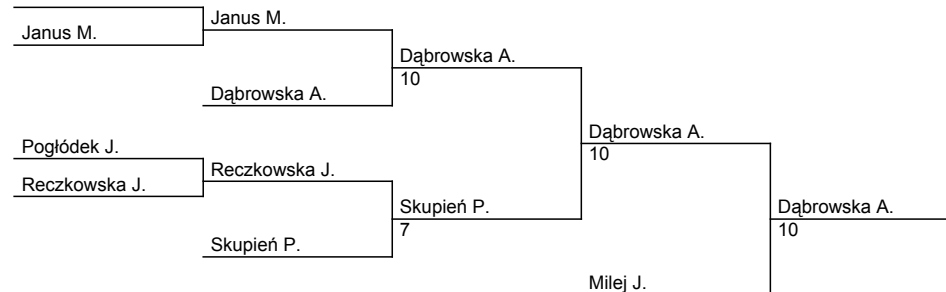 Janus M.
Janus M.
Dąbrowska A.
10
Dąbrowska A.
Dąbrowska A.
10
Pogłódek J.
Reczkowska J.
Reczkowska J.
Skupień P.
7
Dąbrowska A.
10
Skupień P.
Milej J.